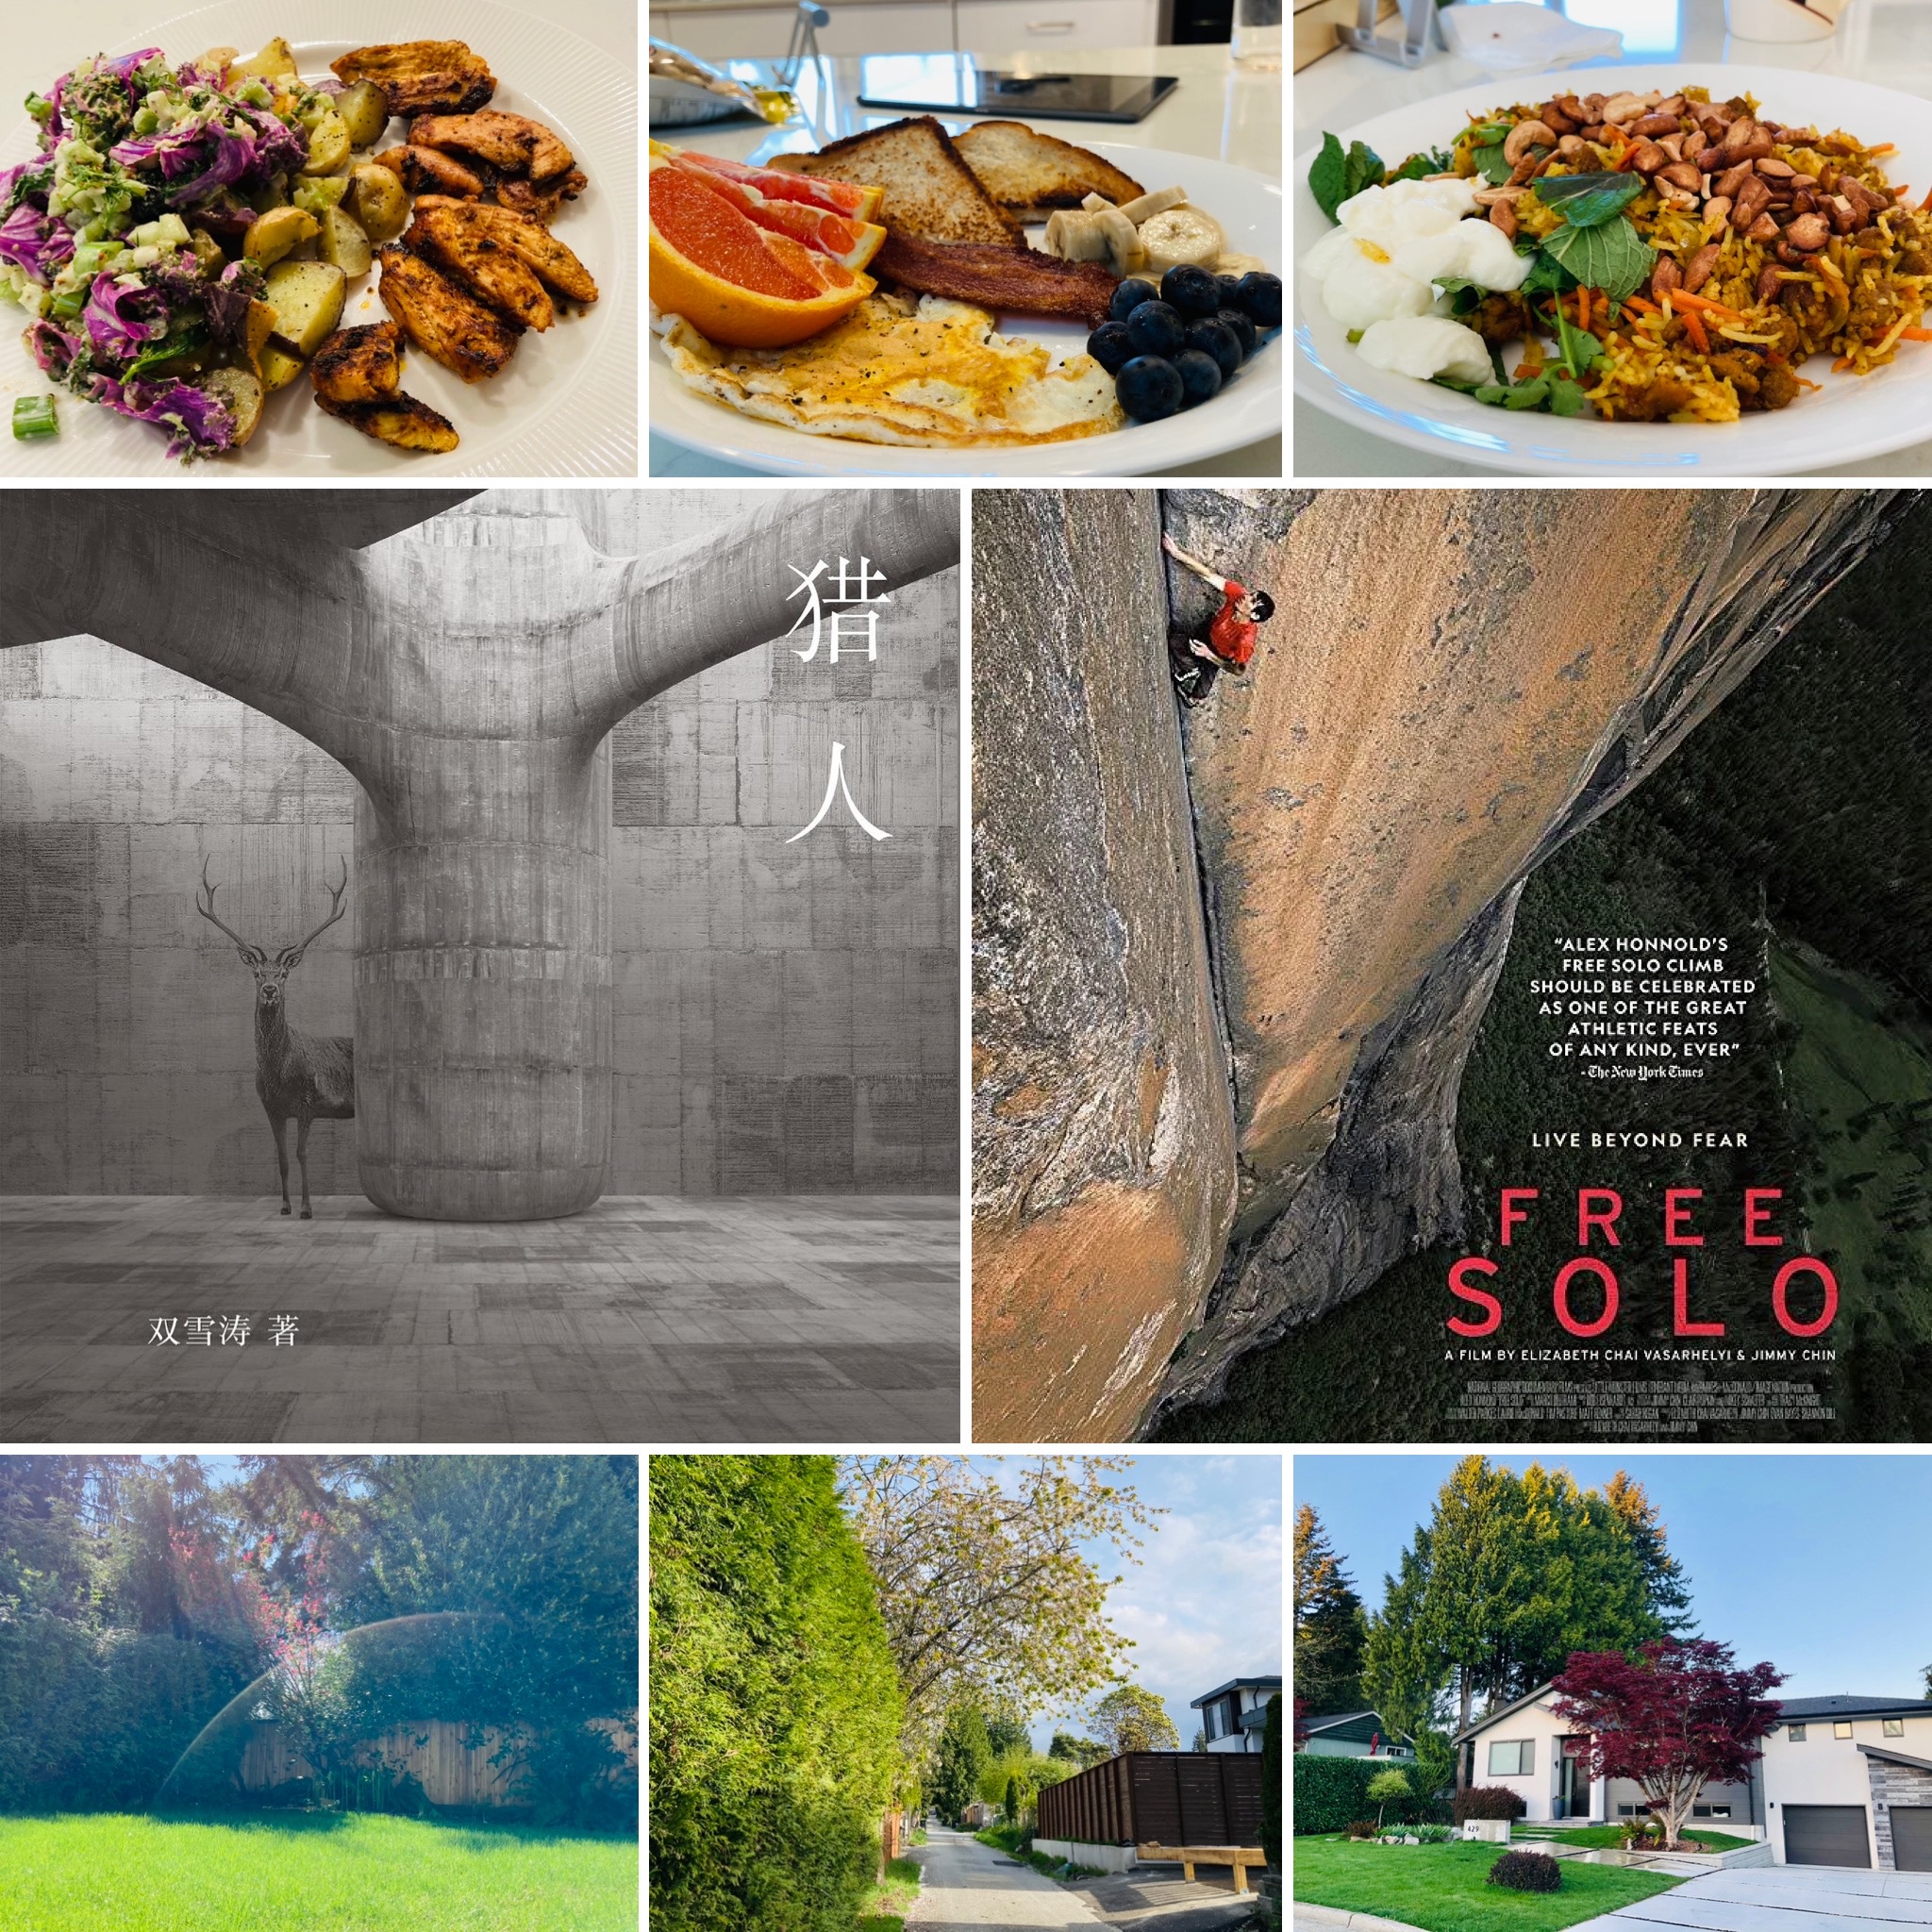 猎
人
双雪涛 著
“ALEX HONNOLD’S
FREE SOLO CLIMB
SHOULD BE CELEBRATED
AS ONE OF THE GREAT
ATHLETIC FEATS
OF ANY KIND, EVER”
- The New York Times
LIVE BEYOND FEAR
FREE
SOLO
A FILM BY ELIZABETH CHAI VASARHELYI & JIMMY CHIN
429